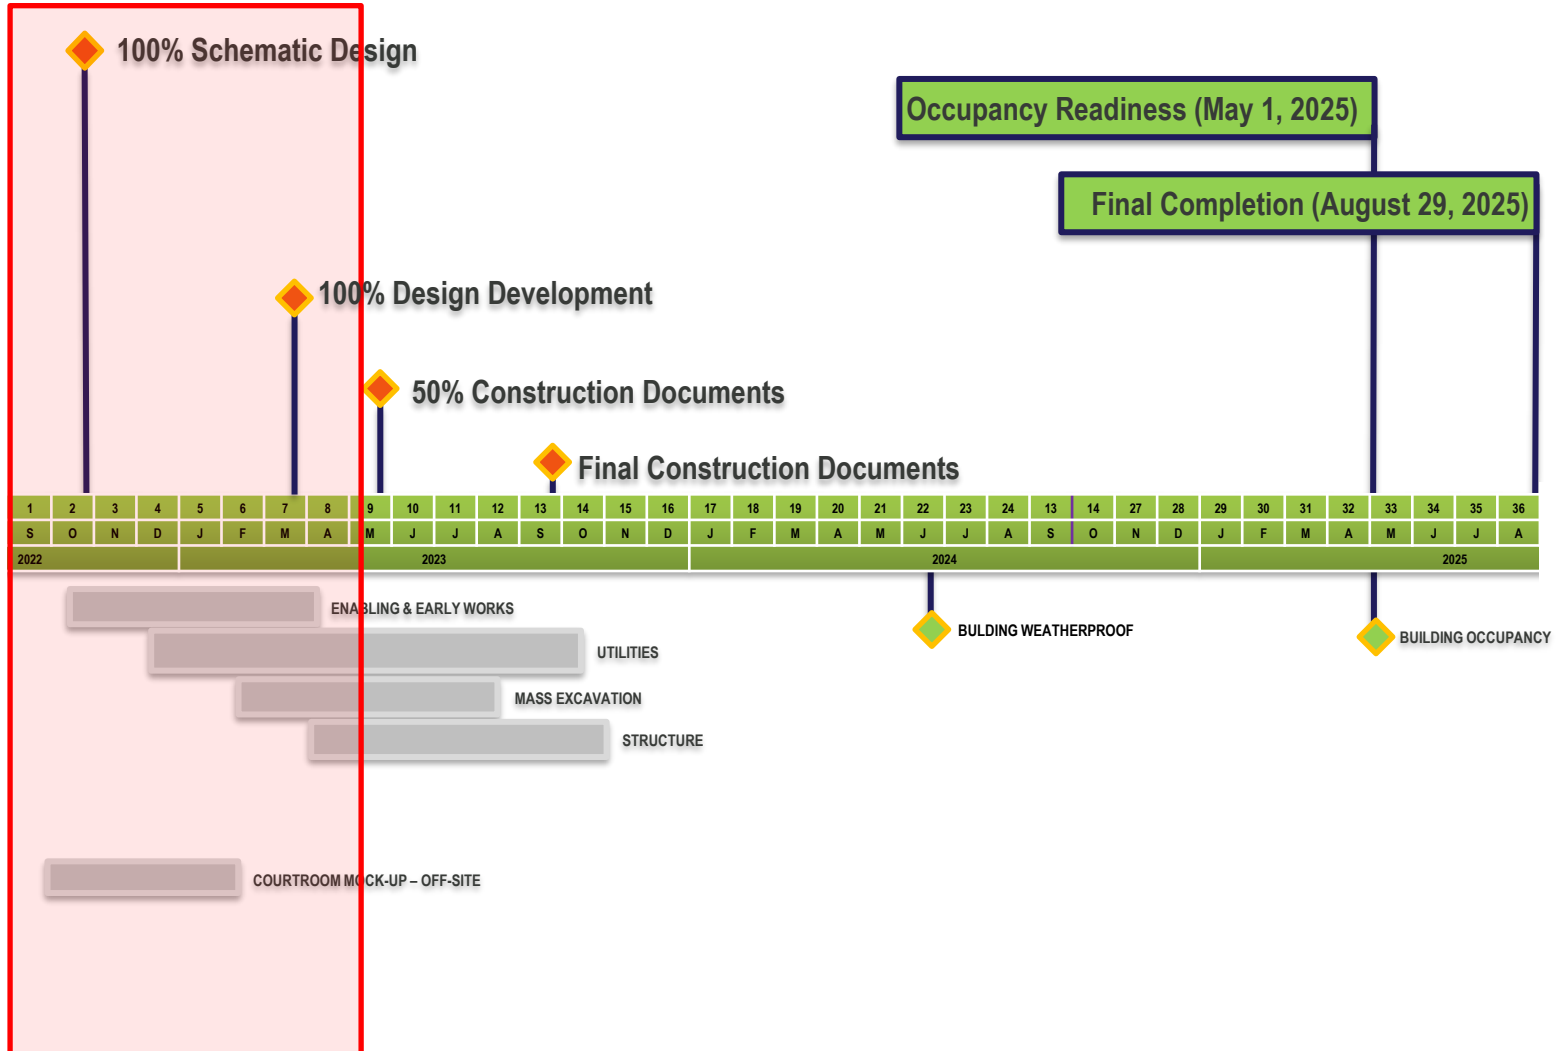 100% Schematic Design
Occupancy Readiness (May 1, 2025)
Final Completion (August 29, 2025)
100% Design Development
50% Construction Documents
Final Construction Documents
1 2 3 4 5 6 7 8 9 10 11 12 13 14 15 16 17 18 19 20 21 22 23 24 13 14 27 28 29 30 31 32 33 34 35 36
S O N D J F M A M J J A S O N D J F M A M J J A S O N D J F M A M J J A
2022 2023 2024 2025
ENABLING & EARLY WORKS
BULDING WEATHERPROOF
BUILDING OCCUPANCY
UTILITIES
MASS EXCAVATION
STRUCTURE
COURTROOM MOCK-UP – OFF-SITE